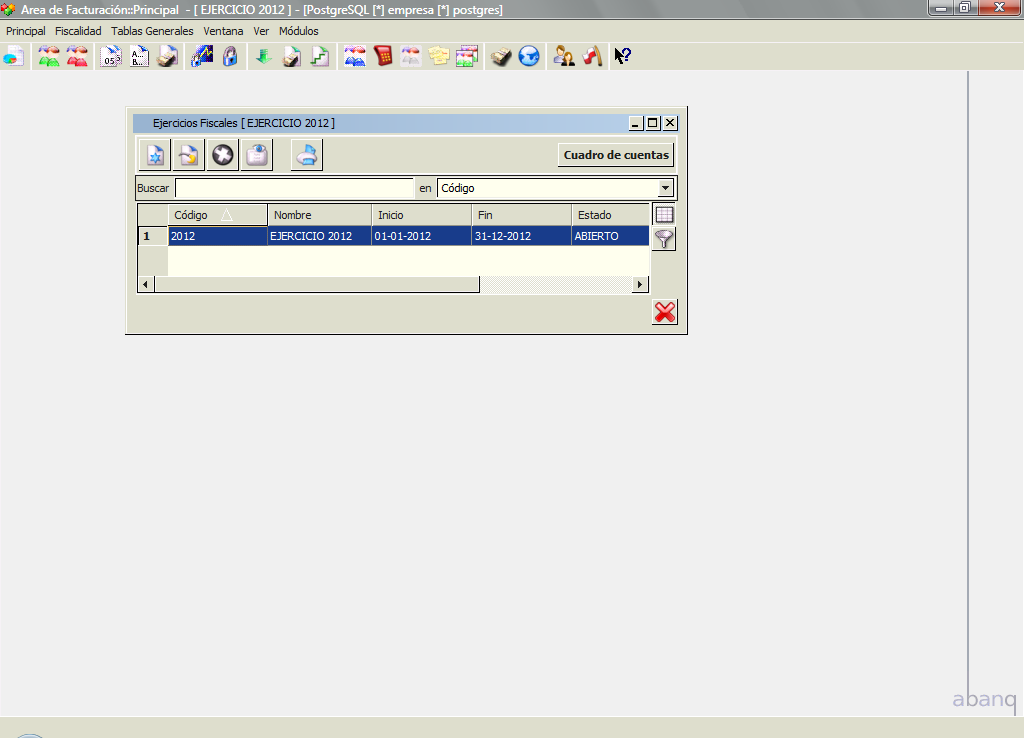 Area de Facturación::Principal - [ EJERCICIO 2012 ] - [PostgreSQL [*] empresa [*] postgres]
Principal Fiscalidad Tablas Generales Ventana Ver Módulos
Ejercicios Fiscales [ EJERCICIO 2012 ]
Cuadro de cuentas
Buscar en Código
Código Nombre Inicio Fin Estado
1 2012 EJERCICIO 2012 01-01-2012 31-12-2012 ABIERTO
abanq